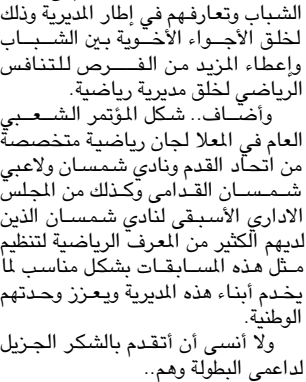 الشباب وتعارفهم في إطار المديرية وذلك
لخلق الأجواء الأخوية بين الشباب
وإعطاء المزيد من الفرص للتنافس
الرياضي لخلق مديرية رياضية.
وأضاف.. شكل المؤتمر الشعبي
العام في المعلا لجان رياضية متخصصة
من اتحاد القدم ونادي شمسان ولاعبي
شمسان القدامى وكذلك من المجلس
الاداري الأسبقى لنادي شمسان الذين
لديهم الكثير من المعرف الرياضية لتنظيم
مثل هذه المسابقات بشكل مناسب لما
يخدم أبناء هذه المديرية ويعزز وحدتهم
الوطنية.
ولا أنسى أن أتقدم بالشكر الجزيل
لداعمى البطولة وهم..